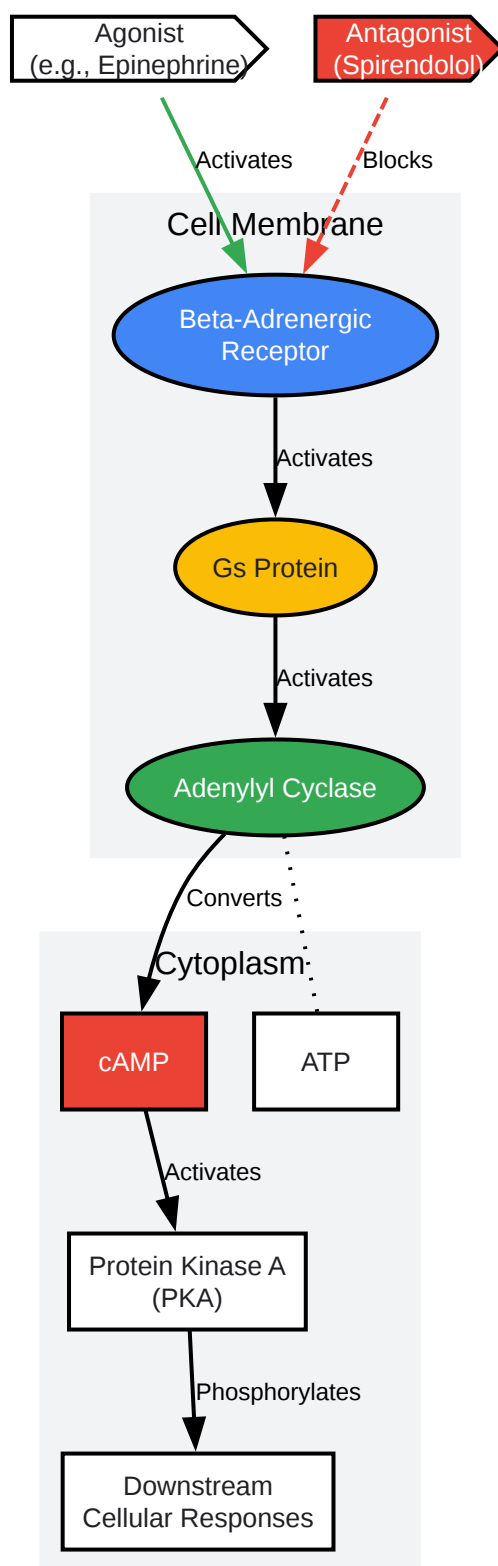 Agonist
(e.g., Epinephrine)
Antagonist
(Spirendolol)
Activates
Blocks
Cell Membrane
Beta-Adrenergic
Receptor
Activates
Gs Protein
Activates
Adenylyl Cyclase
Converts
Cytoplasm
cAMP
ATP
Activates
Protein Kinase A
(PKA)
Phosphorylates
Downstream
Cellular Responses